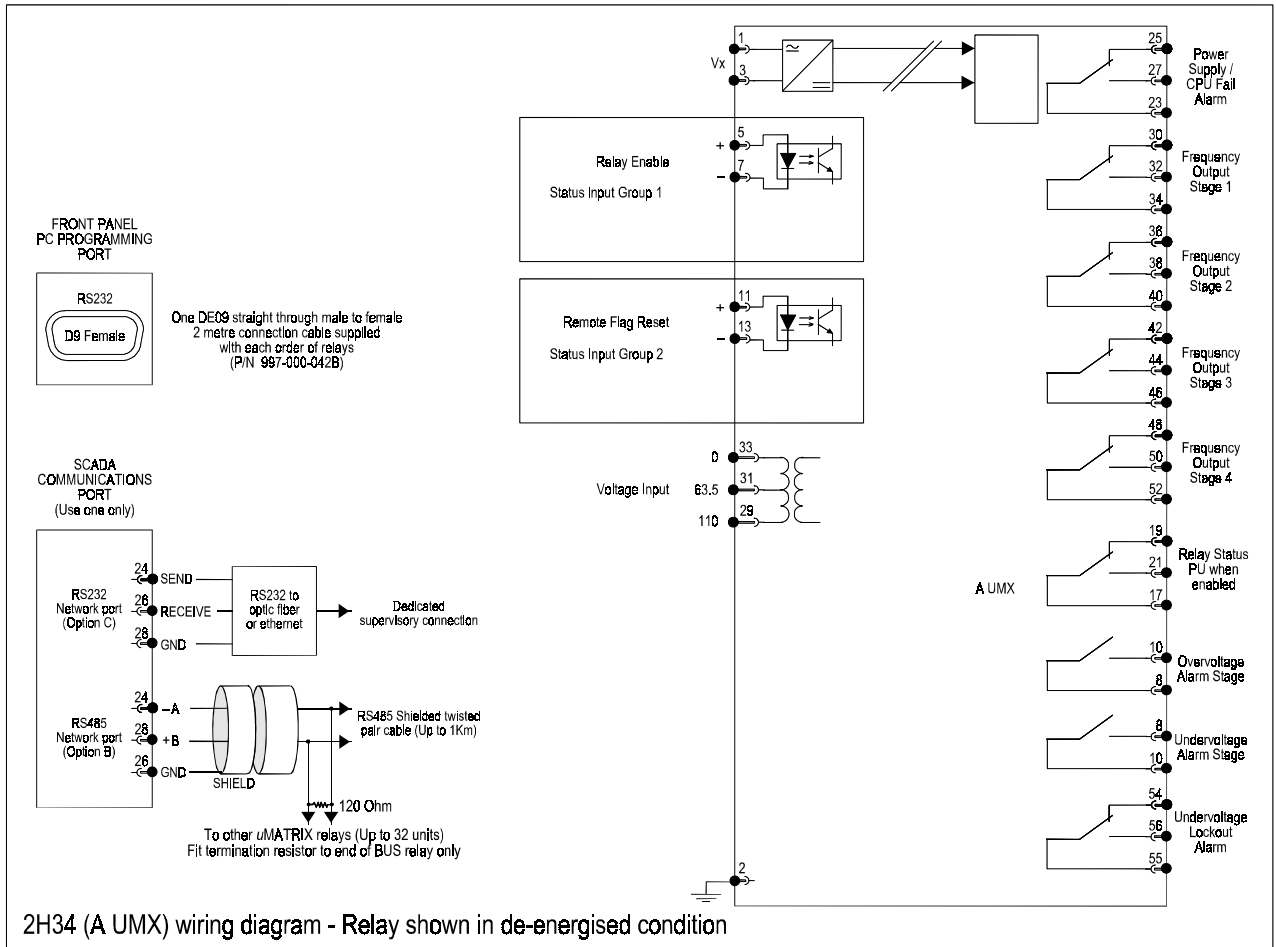 FRONT PANEL
PC PROGRAMMING
PORT
RS232
D9 Female
One DE09 straight through male to female
2 metre connection cable supplied
with each order of relays
(P/N 997-000-042B)
SCADA
COMMUNICATIONS
PORT
(Use one only)
RS232
Network port
(Option C)
24
SEND
26
RECEIVE
28
GND
RS232 to
optic fiber
or ethernet
Dedicated
supervisory connection
RS485
Network port
(Option B)
24
-A
28
+B
26
GND
SHIELD
RS485 Shielded twisted
pair cable (Up to 1Km)
120 Ohm
To other uMATRIX relays (Up to 32 units)
Fit termination resistor to end of BUS relay only
Vx
1
3
Relay Enable
Status Input Group 1
+
5
-
7
Remote Flag Reset
Status Input Group 2
+
11
-
13
Voltage Input
0
33
63.5
31
110
29
2
A UMX
25
27
23
Power
Supply /
CPU Fail
Alarm
30
32
34
Frequency
Output
Stage 1
36
38
40
Frequency
Output
Stage 2
42
44
46
Frequency
Output
Stage 3
48
50
52
Frequency
Output
Stage 4
19
21
17
Relay Status
PU when
enabled
10
8
Overvoltage
Alarm Stage
8
10
Undervoltage
Alarm Stage
54
56
55
Undervoltage
Lockout
Alarm
2H34 (A UMX) wiring diagram - Relay shown in de-energised condition